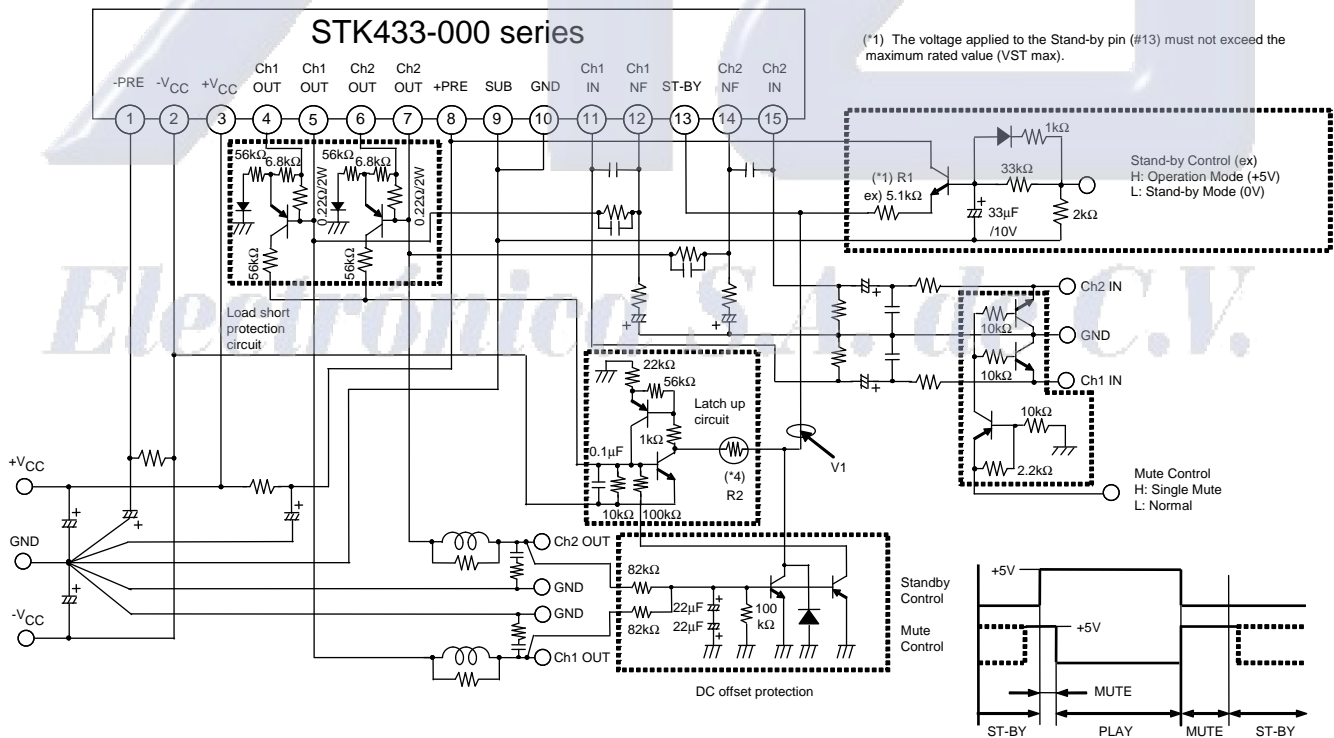 STK433-000 series
(*1) The voltage applied to the Stand-by pin (#13) must not exceed the
maximum rated value (VST max).
-PRE -VCC +VCC Ch1 OUT Ch1 OUT Ch2 OUT Ch2 OUT +PRE SUB GND Ch1 IN Ch1 NF ST-BY Ch2 NF Ch2 IN
1 2 3 4 5 6 7 8 9 10 11 12 13 14 15
56kΩ
6.8kΩ
0.22Ω/2W
56kΩ
56kΩ
6.8kΩ
0.22Ω/2W
56kΩ
Load short
protection
circuit
(*1) R1
ex) 5.1kΩ
1kΩ
33kΩ
33μF
/10V
2kΩ
Stand-by Control (ex)
H: Operation Mode (+5V)
L: Stand-by Mode (0V)
Electrónica S.A. de C.V.
Ch2 IN
GND
Ch1 IN
10kΩ
10kΩ
10kΩ
2.2kΩ
Mute Control
H: Single Mute
L: Normal
22kΩ
56kΩ
Latch up
circuit
1kΩ
0.1μF
10kΩ
100kΩ
(*4)
R2
V1
+VCC
GND
-VCC
Ch2 OUT
GND
GND
Ch1 OUT
82kΩ
82kΩ
22μF
22μF
100
kΩ
DC offset protection
Standby
Control
Mute
Control
+5V
+5V
MUTE
ST-BY PLAY MUTE ST-BY